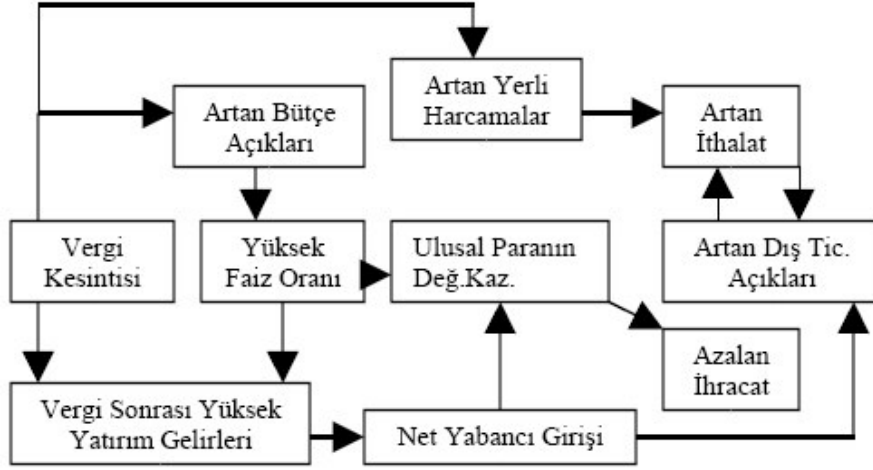 Artan Yerli
Harcamalar
Artan Bütçe
Açıkları
Artan
İthalat
Vergi
Kesintisi
Yüksek
Faiz Oranı
Ulusal Paranın
Değ.Kaz.
Artan Dış Tic.
Açıkları
Azalan
İhracat
Vergi Sonrası Yüksek
Yatırım Gelirleri
Net Yabancı Girişi